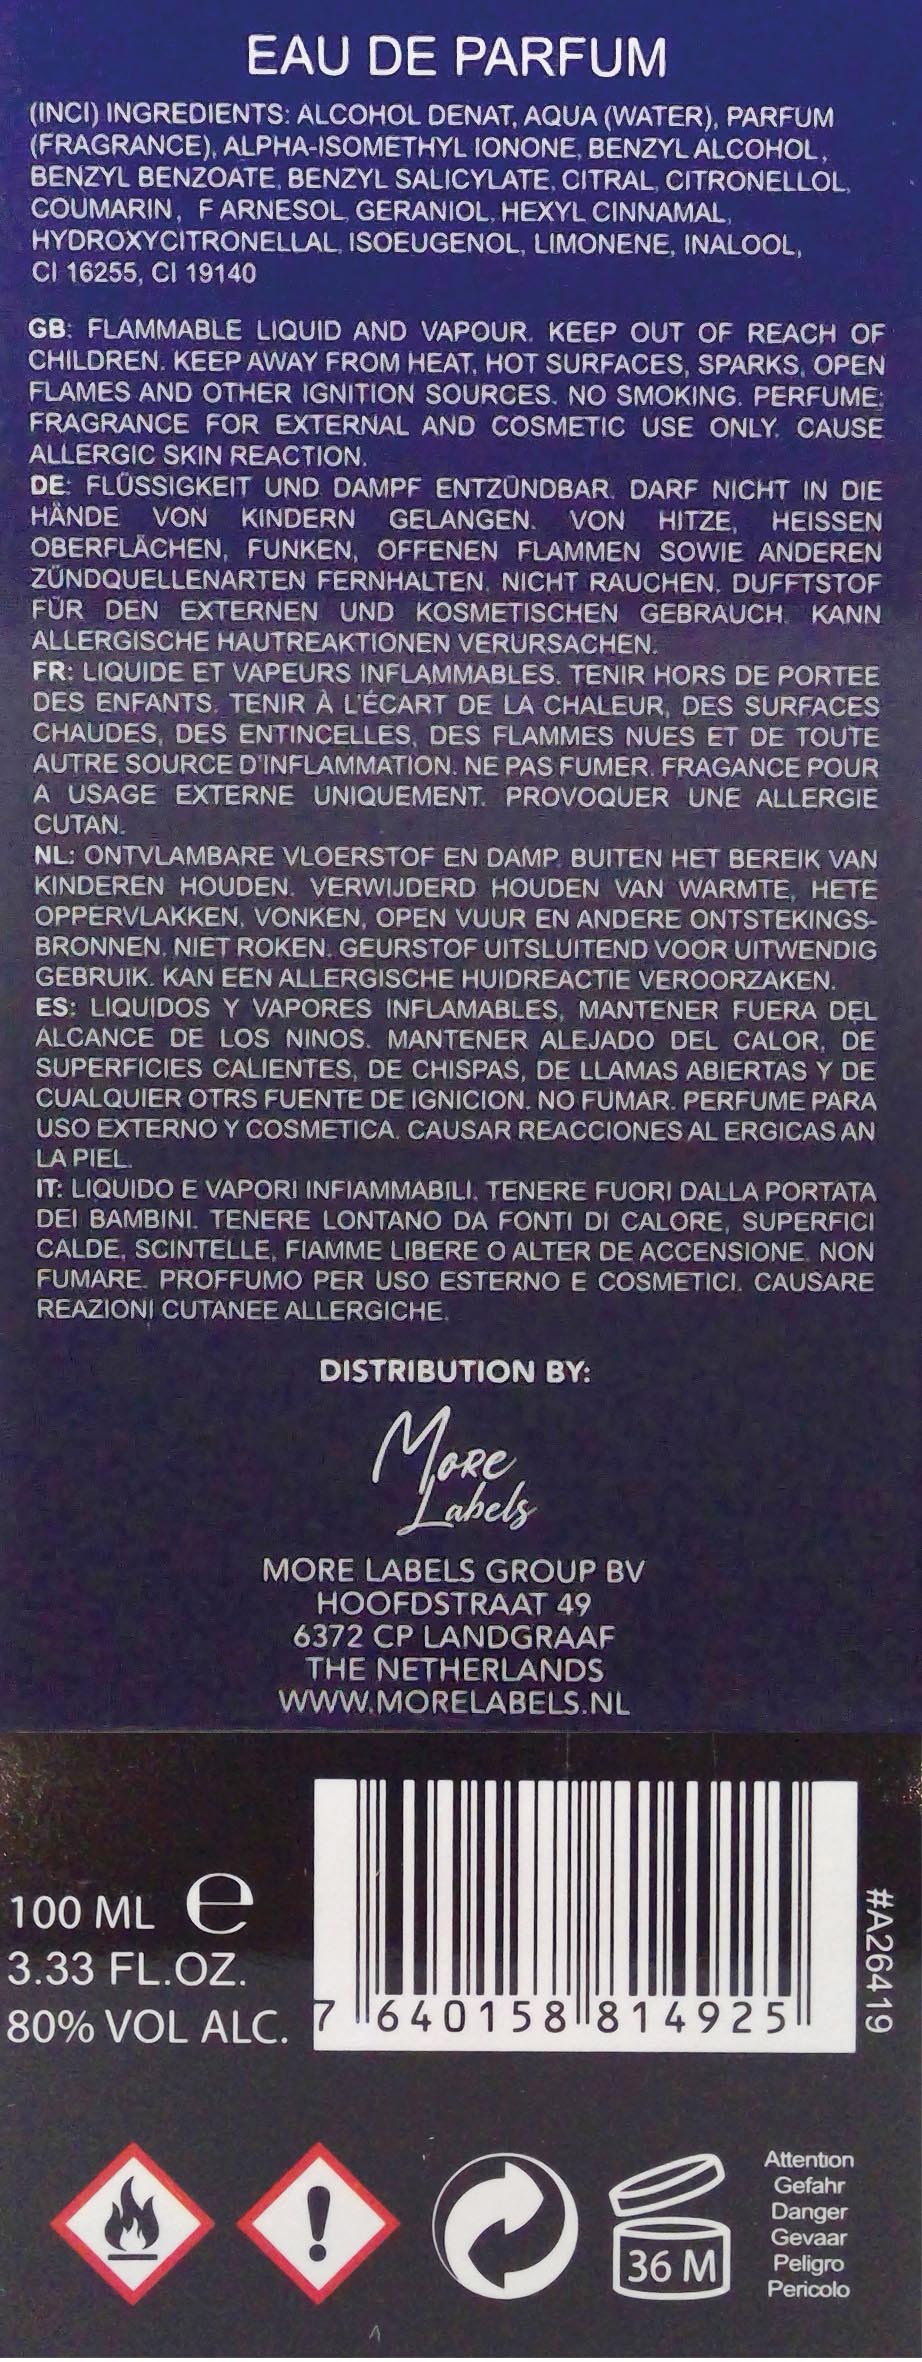 EAU DE PARFUM
(INCI) INGREDIENTS: ALCOHOL DENAT, AQUA (WATER), PARFUM
(FRAGRANCE), ALPHA-ISOMETHYL IONONE, BENZYL ALCOHOL,
BENZYL BENZOATE, BENZYL SALICYLATE, CITRAL, CITRONELLOL,
COUMARIN, F ARNESOL, GERANIOL, HEXYL CINNAMAL,
HYDROXYCITRONELLAL, ISOEUGENOL, LIMONENE, INALOOL,
CI 16255, CI 19140
GB: FLAMMABLE LIQUID AND VAPOUR. KEEP OUT OF REACH OF
CHILDREN. KEEP AWAY FROM HEAT, HOT SURFACES, SPARKS, OPEN
FLAMES AND OTHER IGNITION SOURCES. NO SMOKING. PERFUME:
FRAGRANCE FOR EXTERNAL AND COSMETIC USE ONLY. CAUSE
ALLERGIC SKIN REACTION.
DE: FLÜSSIGKEIT UND DAMPF ENTZÜNDBAR. DARF NICHT IN DIE
HÄNDE VON KINDERN GELANGEN. VON HITZE, HEISSEN
OBERFLÄCHEN, FUNKEN, OFFENEN FLAMMEN SOWIE ANDEREN
ZÜNDQUELLENARTEN FERNHALTEN. NICHT RAUCHEN. DUFFTSTOF
FÜR DEN EXTERNEN UND KOSMETISCHEN GEBRAUCH. KANN
ALLERGISCHE HAUTREAKTIONEN VERURSACHEN.
FR: LIQUIDE ET VAPEURS INFLAMMABLES. TENIR HORS DE PORTEE
DES ENFANTS. TENIR À L'ÉCART DE LA CHALEUR, DES SURFACES
CHAUDES, DES ENTINCELLES, DES FLAMMES NUES ET DE TOUTE
AUTRE SOURCE D'INFLAMMATION. NE PAS FUMER. FRAGANCE POUR
A USAGE EXTERNE UNIQUEMENT. PROVOQUER UNE ALLERGIE
CUTAN.
NL: ONTVLAMBARE VLOERSTOF EN DAMP. BUITEN HET BEREIK VAN
KINDEREN HOUDEN. VERWIJDERD HOUDEN VAN WARMTE, HETE
OPPERVLAKKEN, VONKEN, OPEN VUUR EN ANDERE ONTSTEKINGS-
BRONNEN. NIET ROKEN. GEURSTOF UITSLUITEND VOOR UITWENDIG
GEBRUIK. KAN EEN ALLERGISCHE HUIDREACTIE VEROORZAKEN.
ES: LIQUIDOS Y VAPORES INFLAMABLES, MANTENER FUERA DEL
ALCANCE DE LOS NINOS. MANTENER ALEJADO DEL CALOR, DE
SUPERFICIES CALIENTES, DE CHISPAS, DE LLAMAS ABIERTAS Y DE
CUALQUIER OTRS FUENTE DE IGNICION. NO FUMAR. PERFUME PARA
USO EXTERNO Y COSMETICA. CAUSAR REACCIONES AL ERGICAS AN
LA PIEL.
IT: LIQUIDO E VAPORI INFIAMMABILI. TENERE FUORI DALLA PORTATA
DEI BAMBINI. TENERE LONTANO DA FONTI DI CALORE, SUPERFICI
CALDE, SCINTELLE, FIAMME LIBERE O ALTER DE ACCENSIONE. NON
FUMARE. PROFFUMO PER USO ESTERNO E COSMETICI. CAUSARE
REAZIONI CUTANEE ALLERGICHE.
DISTRIBUTION BY:
MORE
Labels
MORE LABELS GROUP BV
HOOFDSTRAAT 49
6372 CP LANDGRAAF
THE NETHERLANDS
WWW.MORELABELS.NL
100 ML e
3.33 FL.OZ.
80% VOL ALC.
7 640158 814925
#A26419
36 M
Attention
Gefahr
Danger
Gevaar
Peligro
Pericolo